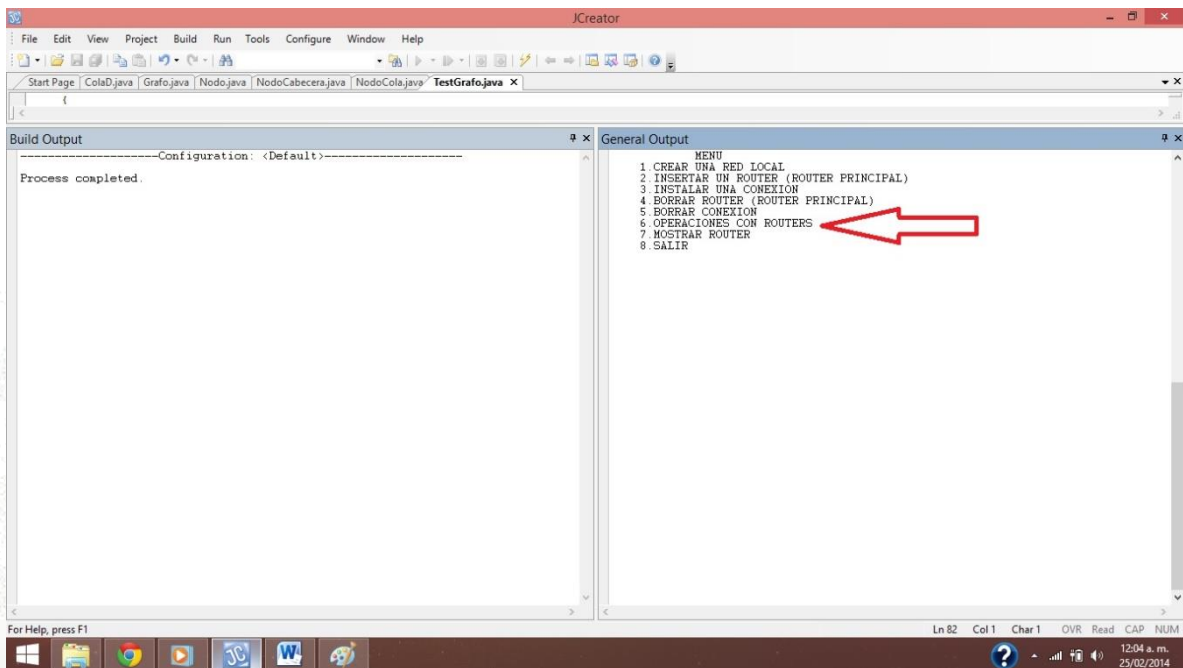 JCreator
File Edit View Project Build Run Tools Configure Window Help
Start Page ColaD.java Grafo.java Nodo.java NodoCabecera.java NodoCola.java TestGrafo.java
{
Build Output
--------------------Configuration: <Default>--------------------
Process completed.
General Output
MENU
1.CREAR UNA RED LOCAL
2.INSERTAR UN ROUTER (ROUTER PRINCIPAL)
3.INSTALAR UNA CONEXION
4.BORRAR ROUTER (ROUTER PRINCIPAL)
5.BORRAR CONEXION
6.OPERACIONES CON ROUTERS
7.MOSTRAR ROUTER
8.SALIR
For Help, press F1
Ln 82 Col 1 Char 1 OVR Read CAP NUM
12:04 a. m.
25/02/2014